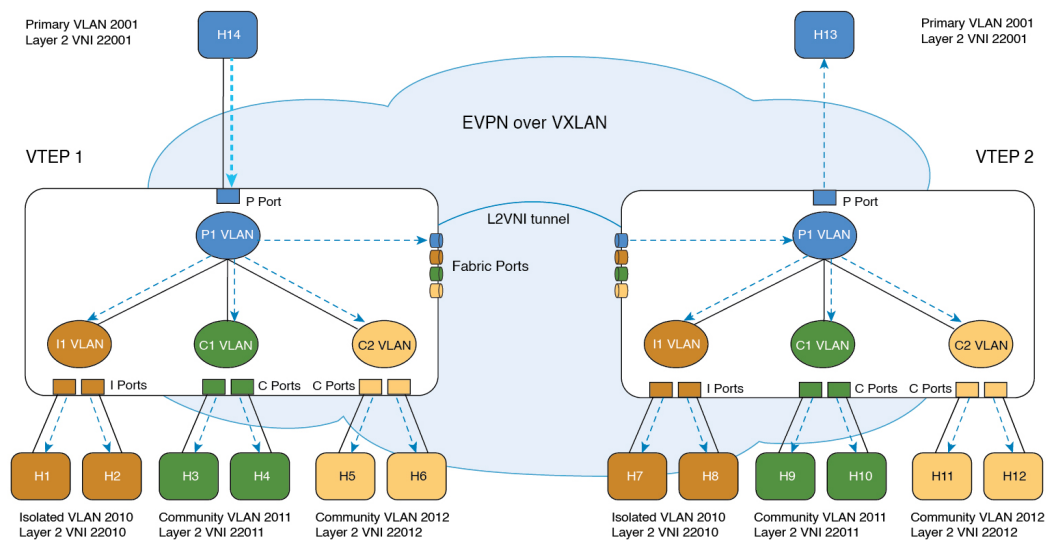 Primary VLAN 2001
Layer 2 VNI 22001
H14
H13
Primary VLAN 2001
Layer 2 VNI 22001
EVPN over VXLAN
VTEP 1
VTEP 2
P Port
P Port
L2VNI tunnel
P1 VLAN
P1 VLAN
Fabric Ports
I1 VLAN
C1 VLAN
C2 VLAN
I1 VLAN
C1 VLAN
C2 VLAN
I Ports
C Ports
C Ports
I Ports
C Ports
C Ports
H1
H2
H3
H4
H5
H6
H7
H8
H9
H10
H11
H12
Isolated VLAN 2010
Layer 2 VNI 22010
Community VLAN 2011
Layer 2 VNI 22011
Community VLAN 2012
Layer 2 VNI 22012
Isolated VLAN 2010
Layer 2 VNI 22010
Community VLAN 2011
Layer 2 VNI 22011
Community VLAN 2012
Layer 2 VNI 22012